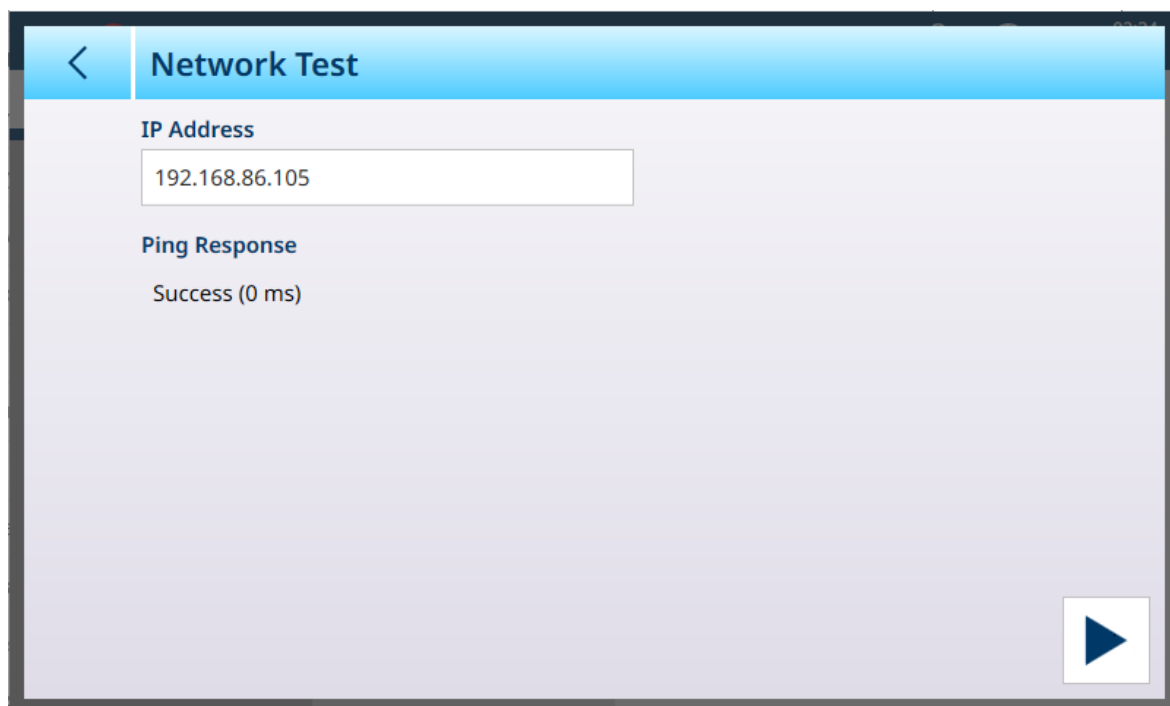 Network Test
IP Address
192.168.86.105
Ping Response
Success (0 ms)